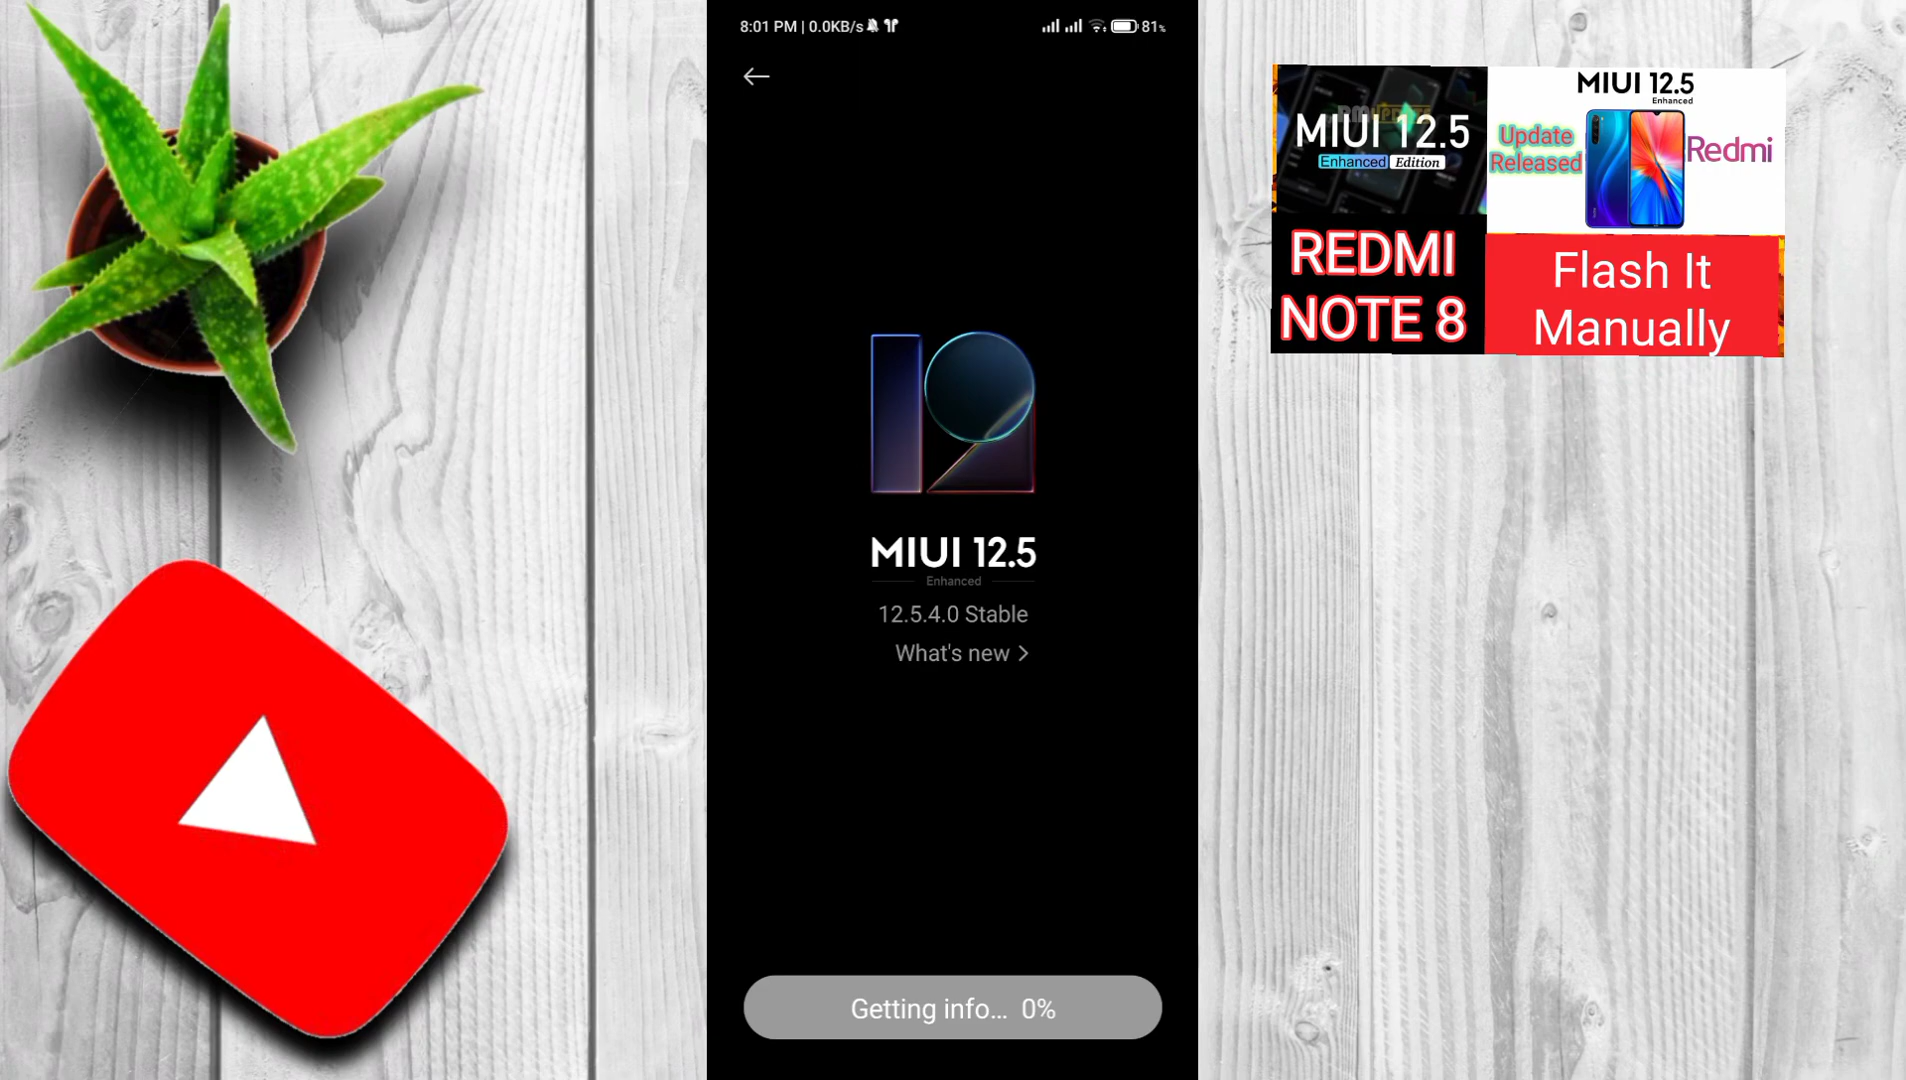 8:01 PM | 0.0KB/s
81%
MIUI 12.5
Enhanced
12.5.4.0 Stable
What's new >
Getting info... 0%
MIUI 12.5
Enhanced Edition
REDMI
NOTE 8
MIUI 12.5
Enhanced
Update
Released
Redmi
Flash It
Manually